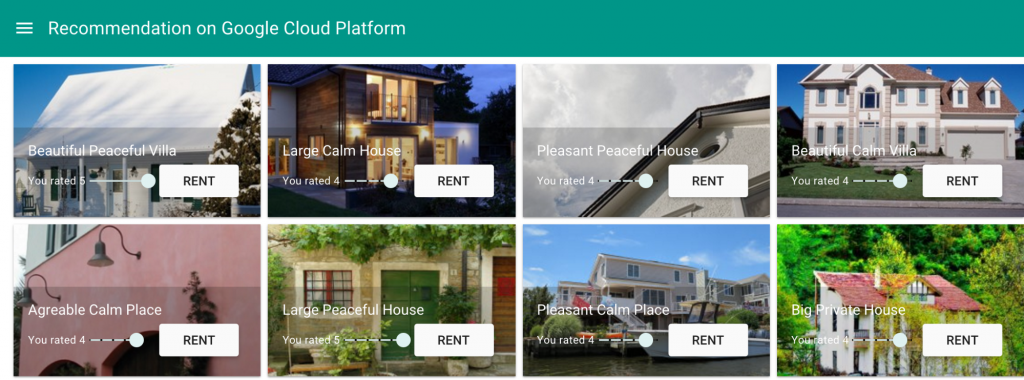 Recommendation on Google Cloud Platform
Beautiful Peaceful Villa
You rated 5
RENT
Large Calm House
You rated 4
RENT
Pleasant Peaceful House
You rated 4
RENT
Beautiful Calm Villa
You rated 4
RENT
Agreable Calm Place
You rated 4
RENT
Large Peaceful House
You rated 5
RENT
Pleasant Calm Place
You rated 4
RENT
Big Private House
You rated 4
RENT